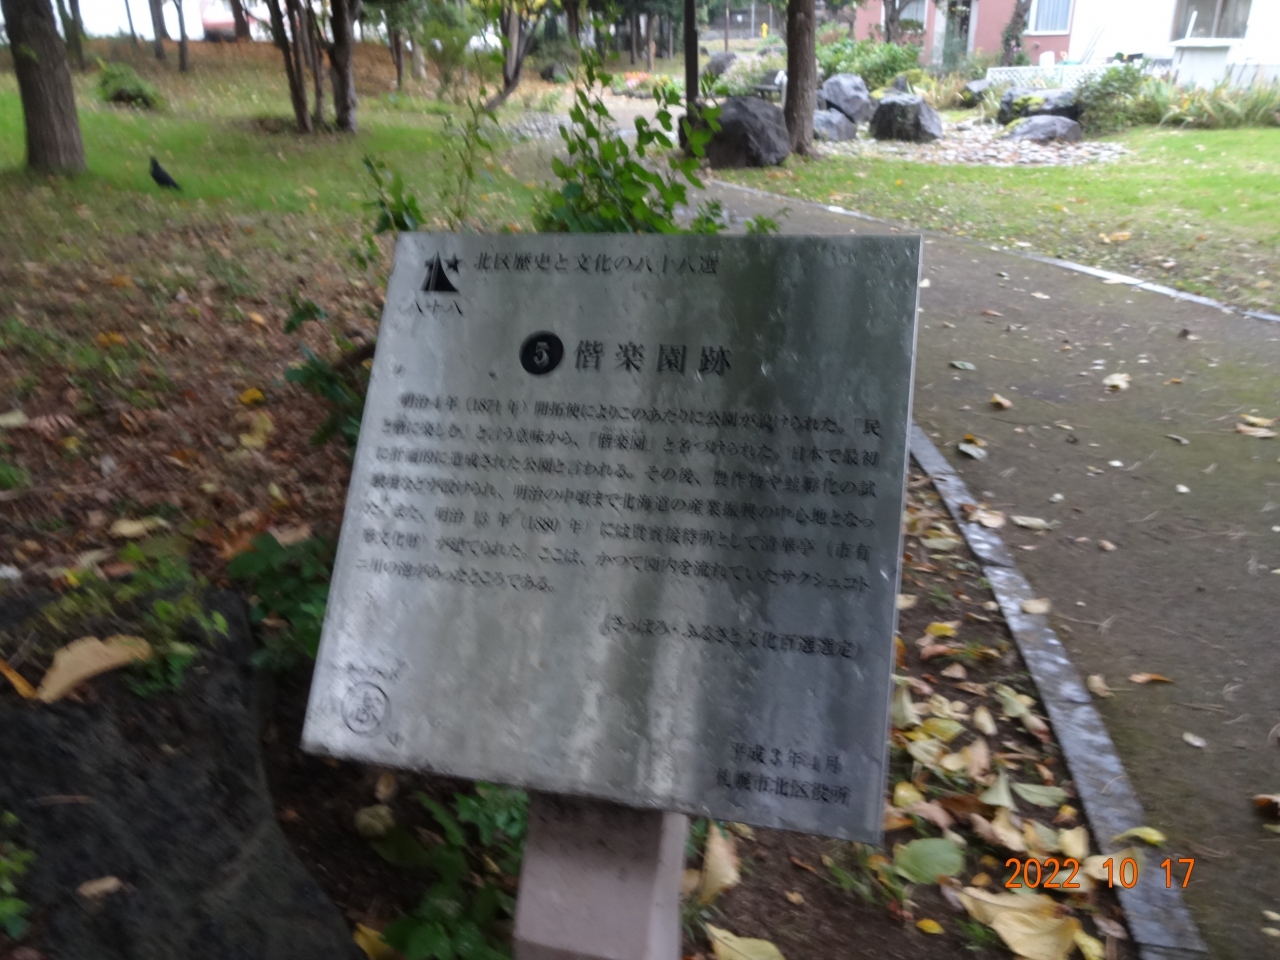 北区歴史と文化の八十八選
八十八
5 偕楽園跡
明治4年(1871年)開拓使によりこのあたりに公園が設けられた。「民
と偕に楽しむ」という意味から、「偕楽園」と名づけられた。日本で最初
に計画的に造成された公園と言われる。その後、農作物や鮭孵化の試
験場などが設けられ、明治の中頃まで北海道の産業振興の中心地となっ
た。また、明治13年(1880年)には貴賓接待所として清華亭(市有
形文化財)が建てられた。ここは、かつて園内を流れていたサクシュコト
ニ川の池があったところである。
(さっぽろ・ふるさと文化百選選定)
平成3年4月
札幌市北区役所
2022 10 17